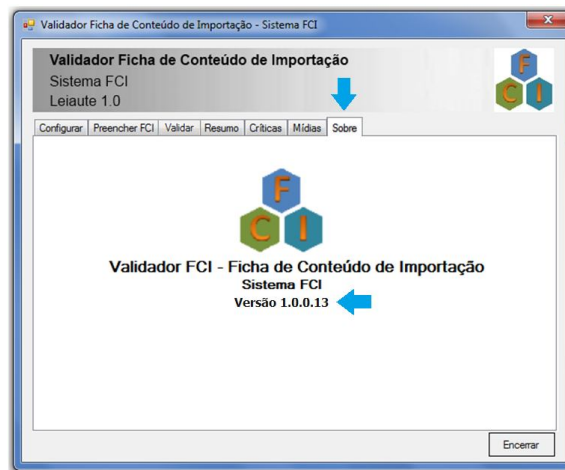 Validador Ficha de Conteúdo de Importação - Sistema FCI
X
Validador Ficha de Conteúdo de Importação
Sistema FCI
Leiaute 1.0
F
C I
Configurar Preencher FCI Validar Resumo Críticas Mídias Sobre
F
C I
Validador FCI - Ficha de Conteúdo de Importação
Sistema FCI
Versão 1.0.0.13
Encerrar